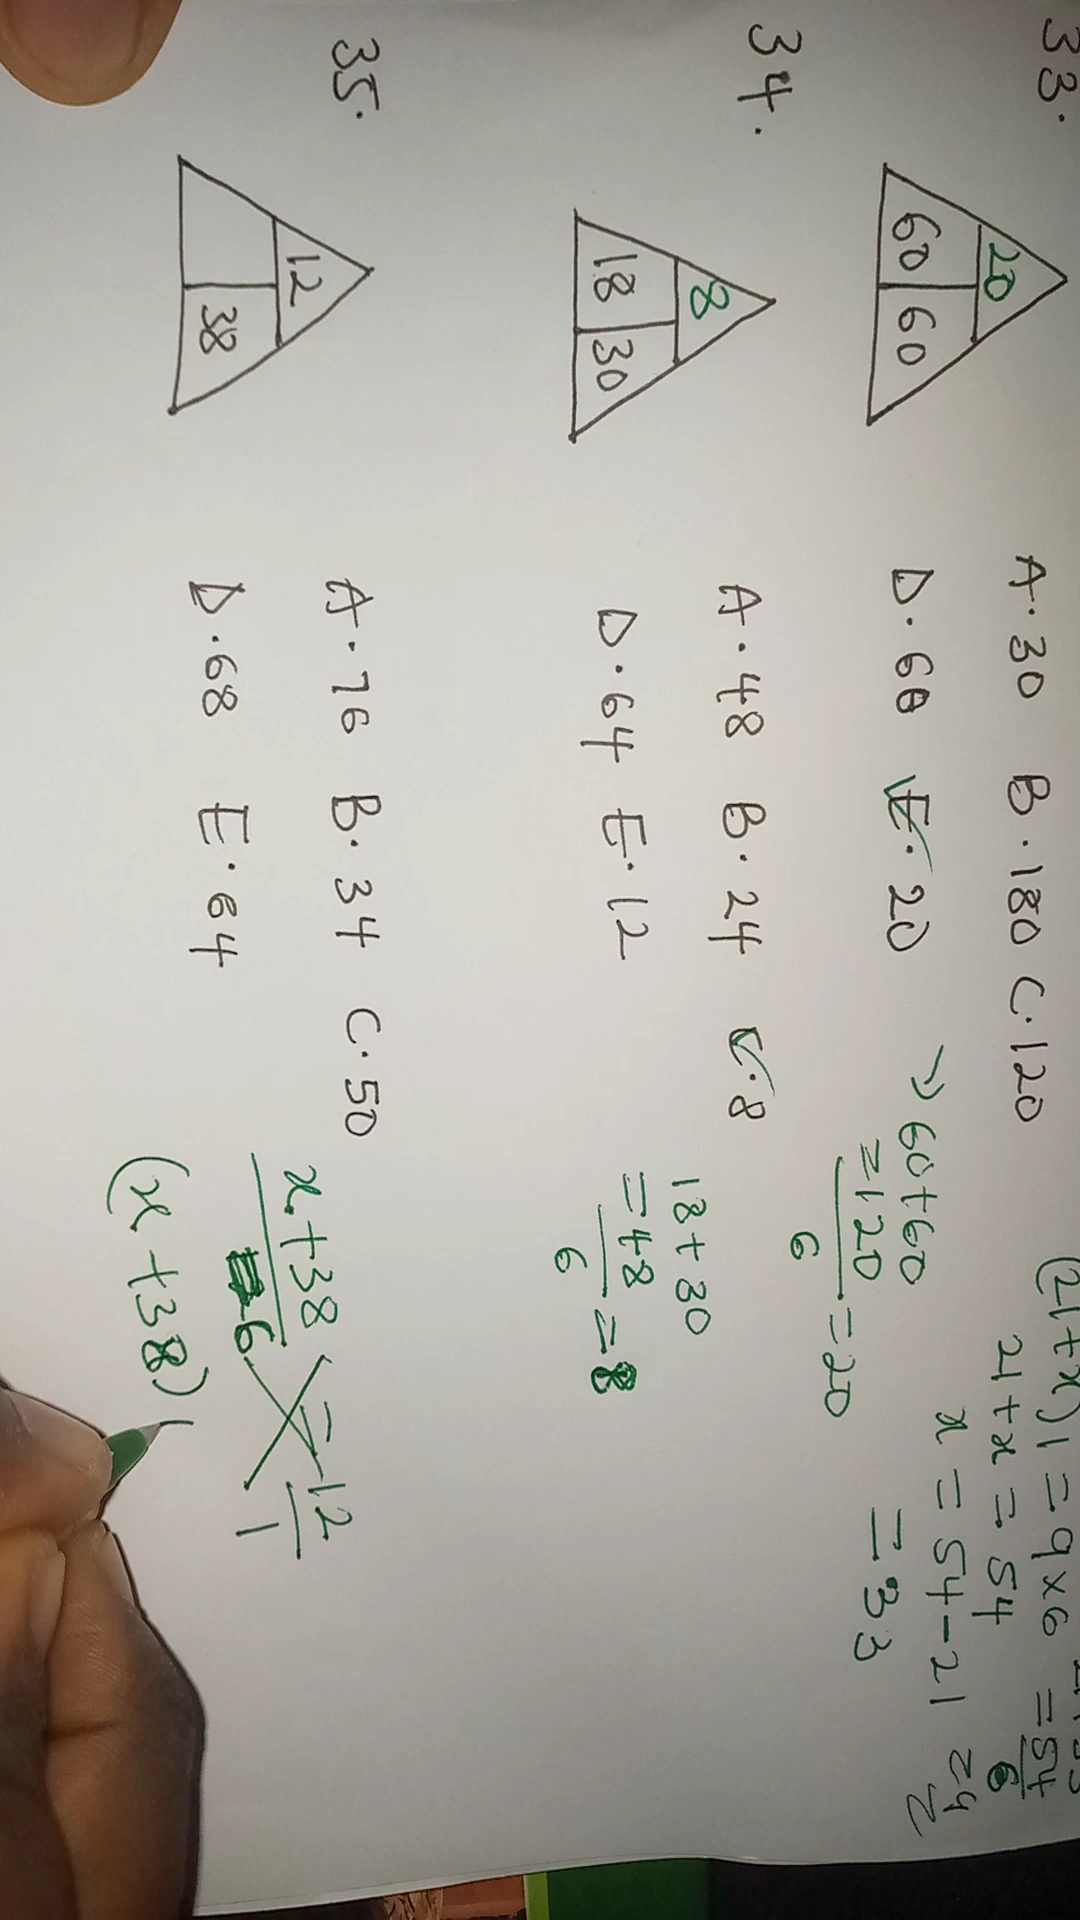 33.
20
60 60
A. 30 B. 180 C. 120
D. 60 E. 20
60+60
=120
6
=20
(21+x)1 = 9×6
21+x = 54
x = 54-21
= 33
=54
6
34.
8
18 30
A. 48 B. 24 C. 8
D. 64 E. 12
18+30
=48
6
=8
35.
12
38
A. 76 B. 34 C. 50
D. 68 E. 64
x+38 = 12
6 1
(x+38)